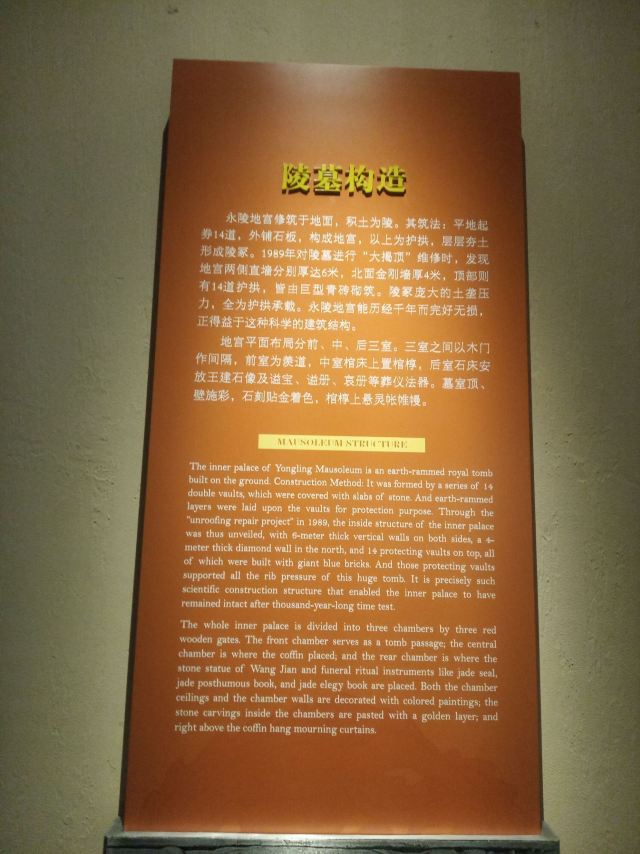 陵墓构造
永陵地宫修筑于地面，积土为陵。其筑法：平地起
券14道，外铺石板，构成地宫，以上为护拱，层层夯土
形成陵冢。1989年对陵墓进行“大揭顶”维修时，发现
地宫两侧直墙分别厚达6米，北面金刚墙厚4米，顶部则
有14道护拱，皆由巨型青砖砌筑。陵冢庞大的土垄压
力，全为护拱承载。永陵地宫能历经千年而完好无损，
正得益于这种科学的建筑结构。
地宫平面布局分前、中、后三室。三室之间以木门
作间隔，前室为羡道，中室棺床上置棺椁，后室石床安
放王建石像及谥宝、谥册、哀册等葬仪法器。墓室顶、
壁施彩，石刻贴金着色，棺椁上悬灵帐帷幔。
MAUSOLEUM STRUCTURE
The inner palace of Yongling Mausoleum is an earth-rammed royal tomb
built on the ground. Construction Method: It was formed by a series of 14
double vaults, which were covered with slabs of stone. And earth-rammed
layers were laid upon the vaults for protection purpose. Through the
"unroofing repair project" in 1989, the inside structure of the inner palace
was thus unveiled, with 6-meter thick vertical walls on both sides, a 4-
meter thick diamond wall in the north, and 14 protecting vaults on top, all
of which were built with giant blue bricks. And those protecting vaults
supported all the rib pressure of this huge tomb. It is precisely such
scientific construction structure that enabled the inner palace to have
remained intact after thousand-year-long time test.
The whole inner palace is divided into three chambers by three red
wooden gates. The front chamber serves as a tomb passage; the central
chamber is where the coffin placed; and the rear chamber is where the
stone statue of Wang Jian and funeral ritual instruments like jade seal,
jade posthumous book, and jade elegy book are placed. Both the chamber
ceilings and the chamber walls are decorated with colored paintings; the
stone carvings inside the chambers are pasted with a golden layer; and
right above the coffin hang mourning curtains.